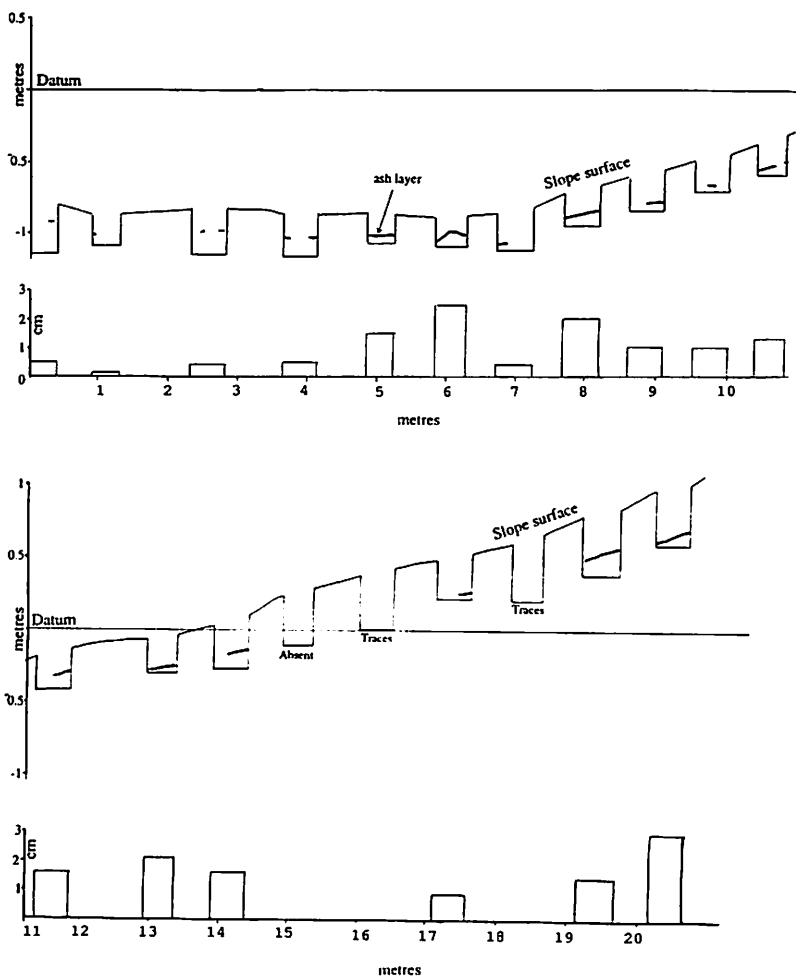 0.5
metres
Datum
-0.5
-1
ash layer
Slope surface
3
2
1
0
cm
1 2 3 4 5 6 7 8 9 10
metres
1
0.5
metres
Datum
-0.5
-1
Slope surface
Absent
Traces
Traces
3
2
1
cm
11 12 13 14 15 16 17 18 19 20
metres